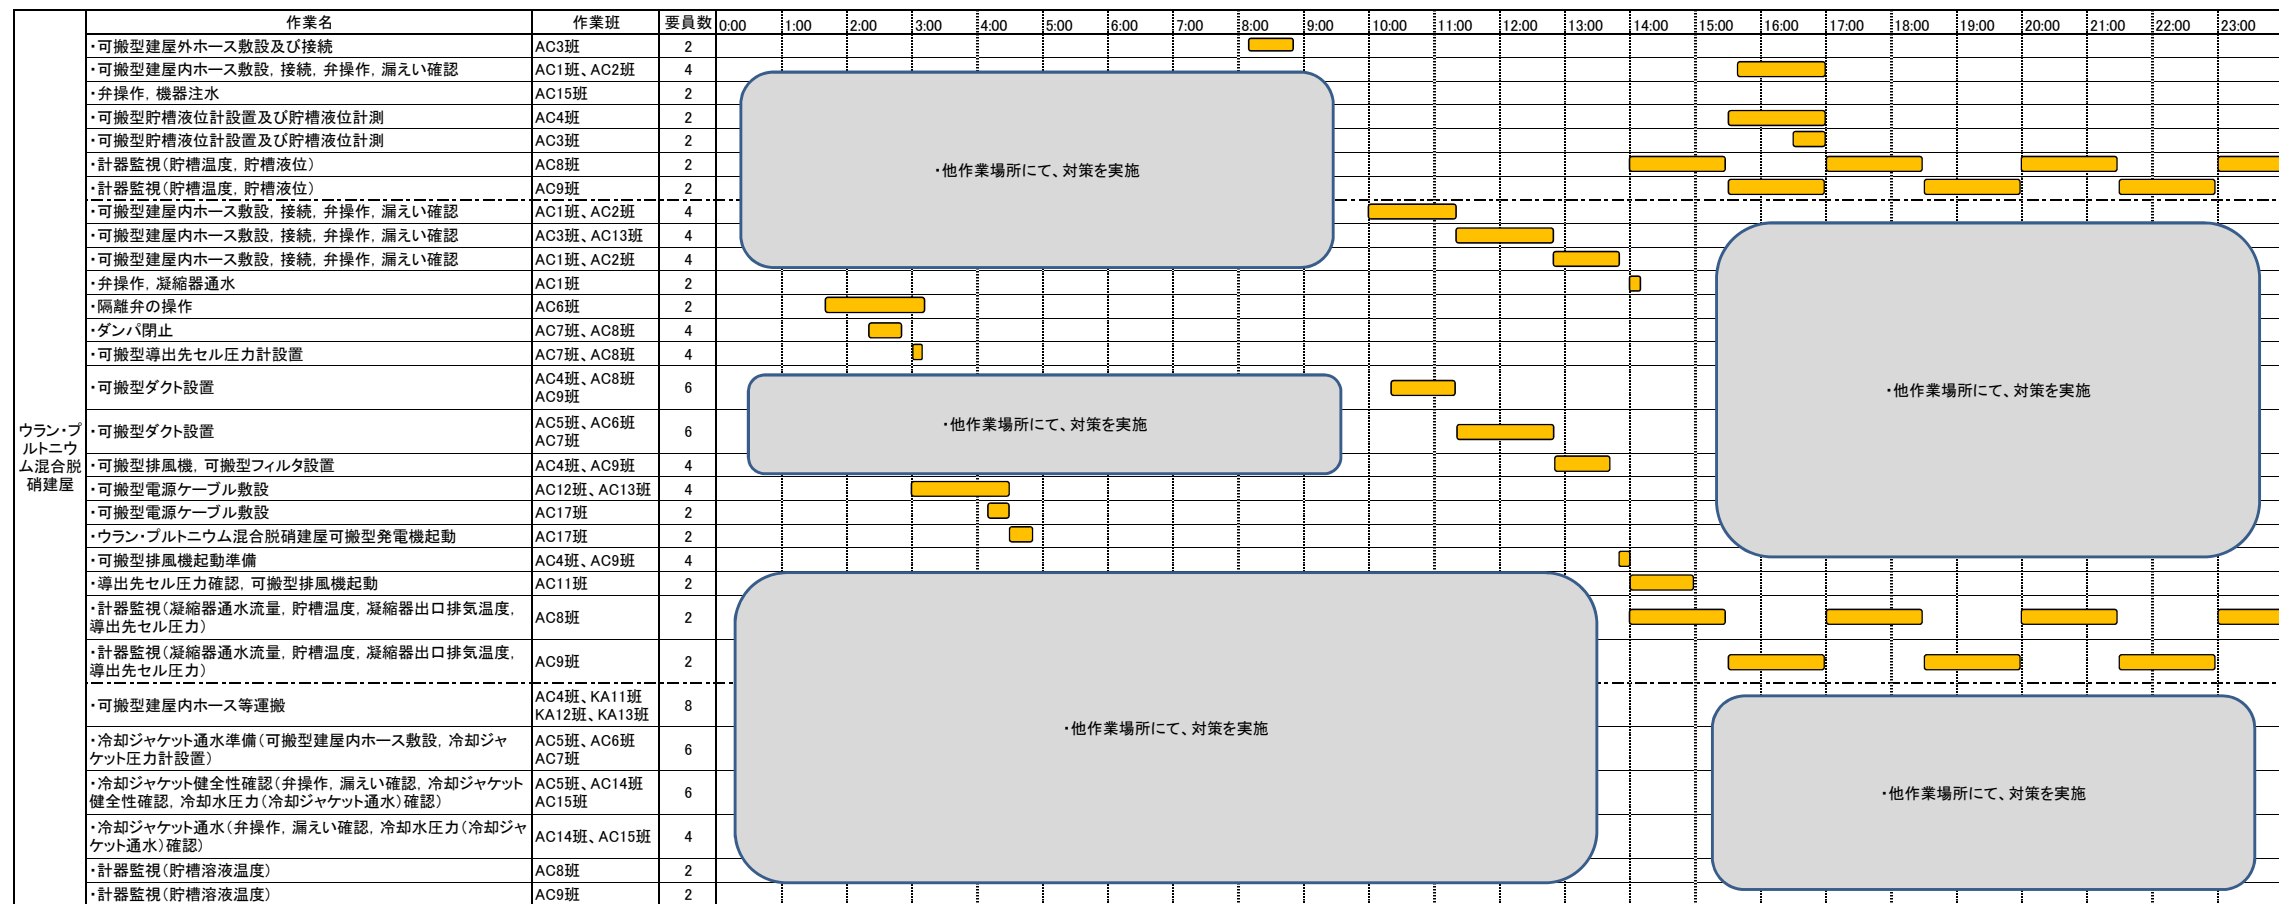 作業名 作業班 要員数 0:00 1:00 2:00 3:00 4:00 5:00 6:00 7:00 8:00 9:00 10:00 11:00 12:00 13:00 14:00 15:00 16:00 17:00 18:00 19:00 20:00 21:00 22:00 23:00
ウラン・プ
ルトニウ
ム混合脱
硝建屋
・可搬型建屋外ホース敷設及び接続 AC3班 2
・可搬型建屋内ホース敷設，接続，弁操作，漏えい確認 AC1班、AC2班 4
・弁操作，機器注水 AC15班 2
・可搬型貯槽液位計設置及び貯槽液位計測 AC4班 2
・可搬型貯槽液位計設置及び貯槽液位計測 AC3班 2
・計器監視（貯槽温度，貯槽液位） AC8班 2
・他作業場所にて、対策を実施
・計器監視（貯槽温度，貯槽液位） AC9班 2
・可搬型建屋内ホース敷設，接続，弁操作，漏えい確認 AC1班、AC2班 4
・可搬型建屋内ホース敷設，接続，弁操作，漏えい確認 AC3班、AC13班 4
・可搬型建屋内ホース敷設，接続，弁操作，漏えい確認 AC1班、AC2班 4
・弁操作，凝縮器通水 AC1班 2
・隔離弁の操作 AC6班 2
・ダンパ閉止 AC7班、AC8班 4
・可搬型導出先セル圧力計設置 AC7班、AC8班 4
・可搬型ダクト設置 AC4班、AC8班 6
AC9班
・他作業場所にて、対策を実施
・可搬型ダクト設置 AC5班、AC6班 6
AC7班
・他作業場所にて、対策を実施
・可搬型排風機，可搬型フィルタ設置 AC4班、AC9班 4
・可搬型電源ケーブル敷設 AC12班、AC13班 4
・可搬型電源ケーブル敷設 AC17班 2
・ウラン・プルトニウム混合脱硝建屋可搬型発電機起動 AC17班 2
・可搬型排風機起動準備 AC4班、AC9班 4
・導出先セル圧力確認，可搬型排風機起動 AC11班 2
・計器監視（凝縮器通水流量，貯槽温度，凝縮器出口排気温度， AC8班 2
導出先セル圧力）
・計器監視（凝縮器通水流量，貯槽温度，凝縮器出口排気温度， AC9班 2
導出先セル圧力）
・可搬型建屋内ホース等運搬 AC4班、KA11班 8
KA12班、KA13班
・他作業場所にて、対策を実施
・冷却ジャケット通水準備（可搬型建屋内ホース敷設，冷却ジャ AC5班、AC6班 6
ケット圧力計設置） AC7班
・冷却ジャケット健全性確認（弁操作，漏えい確認，冷却ジャケット AC5班、AC14班 6
健全性確認，冷却水圧力（冷却ジャケット通水）確認） AC15班
・他作業場所にて、対策を実施
・冷却ジャケット通水（弁操作，漏えい確認，冷却水圧力（冷却ジャ AC14班、AC15班 4
ケット通水）確認）
・計器監視（貯槽溶液温度） AC8班 2
・計器監視（貯槽溶液温度） AC9班 2